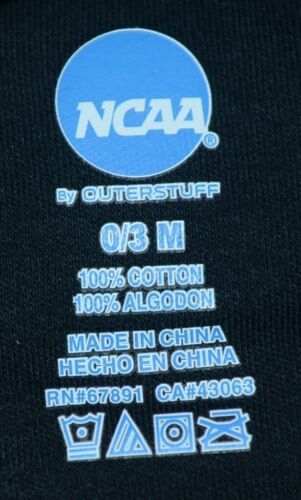 NCAA®
By OUTERSTUFF
0/3 M
100% COTTON
100% ALGODON
MADE IN CHINA
HECHO EN CHINA
RN#67891 CA#43063